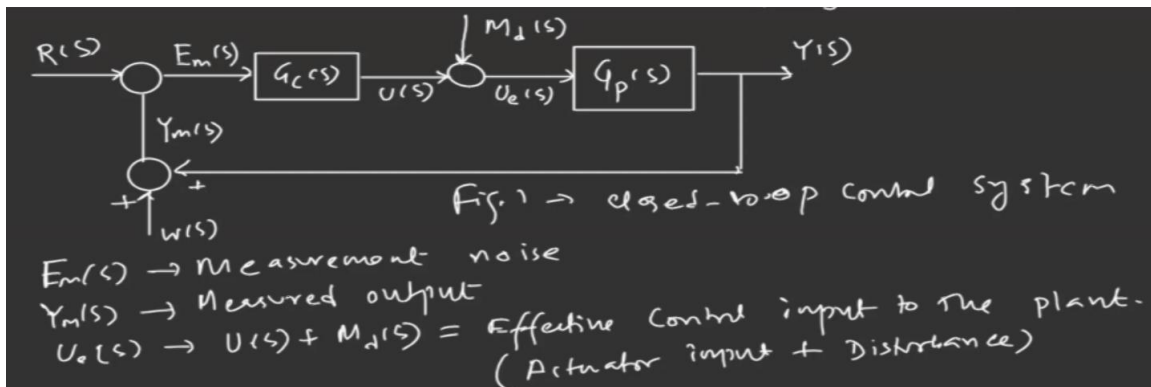 M_d(s)
R(s) E_m(s) G_c(s) U(s) U_e(s) G_p(s) Y(s)
Y_m(s)
+ +
W(s)
Fig. 1 → closed-loop control system
E_m(s) → Measurement noise
Y_m(s) → Measured output
U_e(s) → U(s) + M_d(s) = Effective control input to the plant.
(Actuator input + Disturbance)